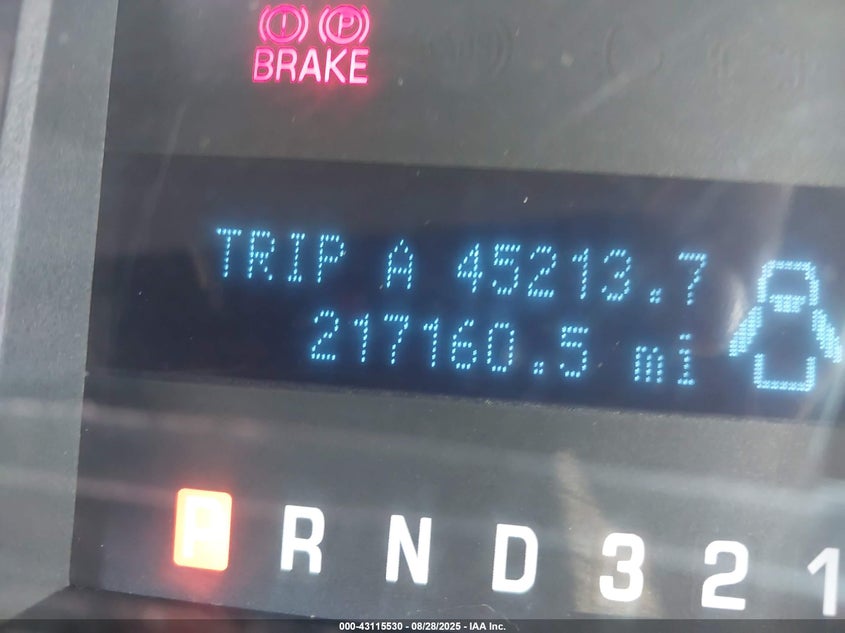 (!) (P)
BRAKE
TRIP A 45213.7
217160.5 mi
P R N D 3 2 1
000-43115530 - 08/28/2025 - IAA Inc.